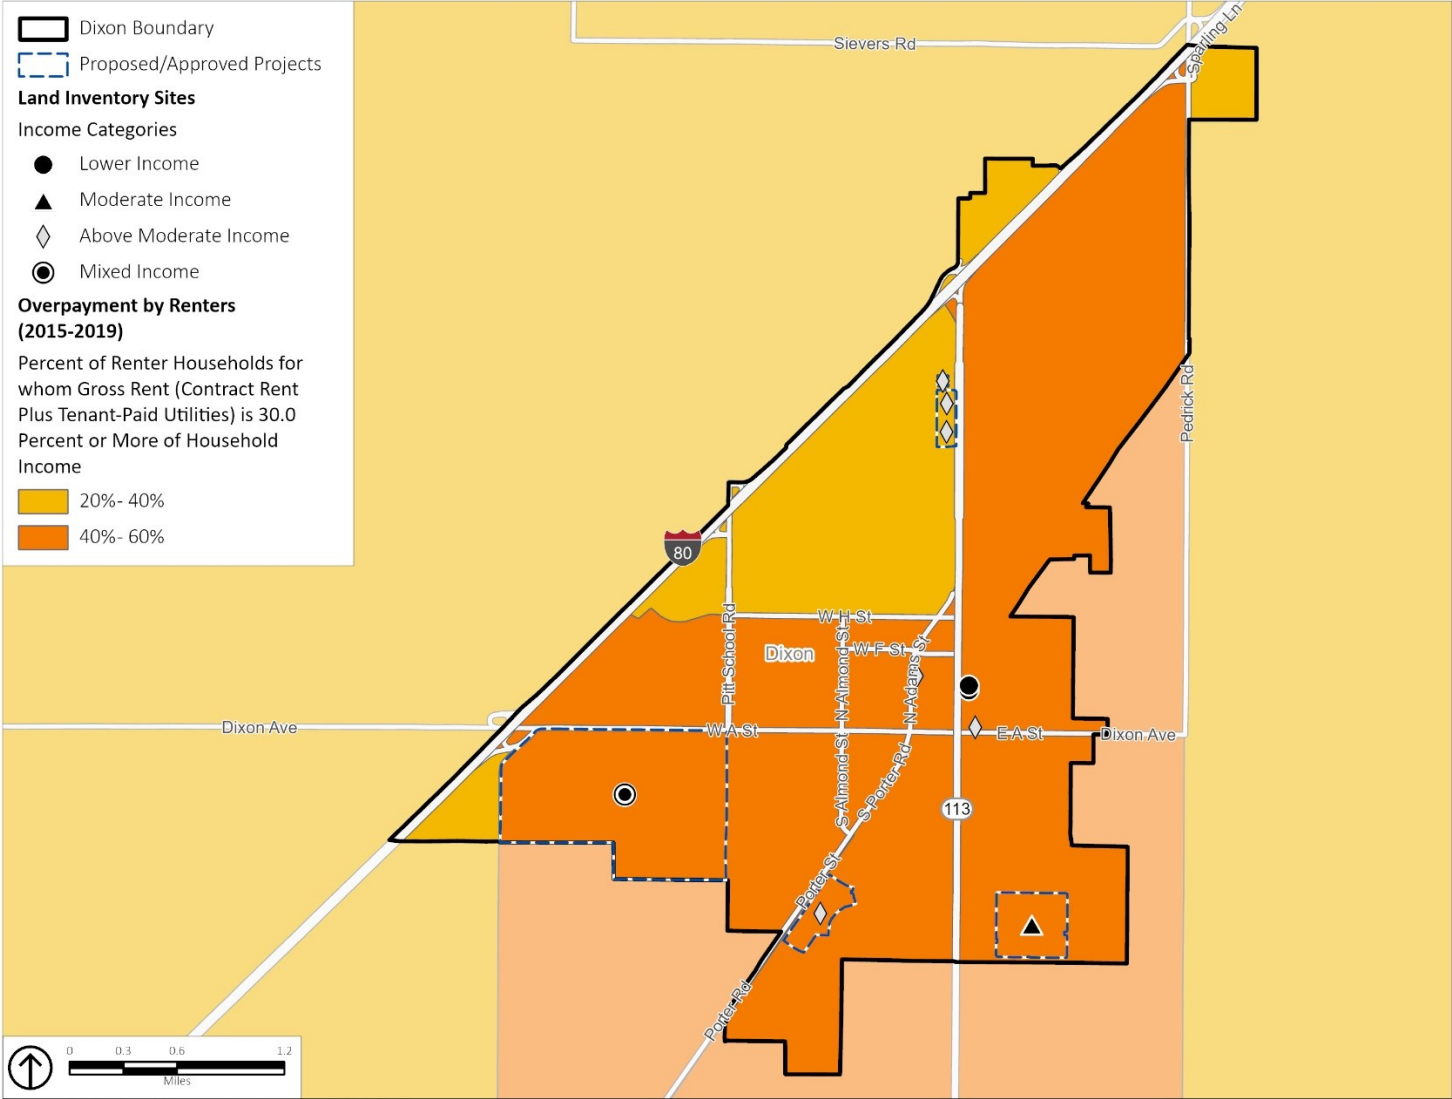 Dixon Boundary
Proposed/Approved Projects
Land Inventory Sites
Income Categories
Lower Income
Moderate Income
Above Moderate Income
Mixed Income
Overpayment by Renters
(2015-2019)
Percent of Renter Households for
whom Gross Rent (Contract Rent
Plus Tenant-Paid Utilities) is 30.0
Percent or More of Household
Income
20%- 40%
40%- 60%
Sievers Rd
Sparling Ln
Pedrick Rd
80
Pitt School Rd
W H St
N Almond St
W F St
N Adams St
Dixon
Dixon Ave
W A St
E A St
Dixon Ave
S Almond St
S Porter Rd
113
Porter St
Porter Rd
0 0.3 0.6 1.2
Miles